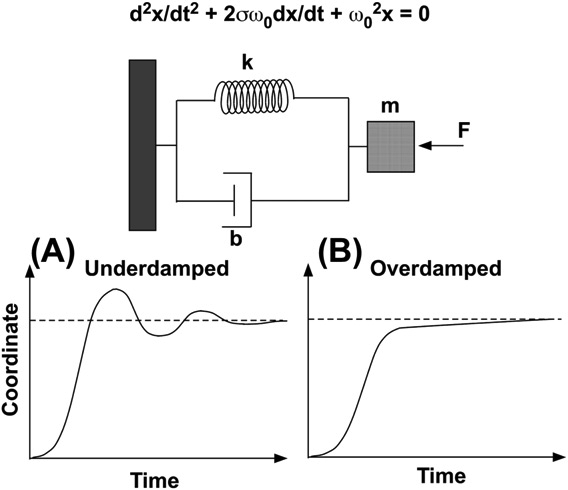 d²x/dt² + 2σω₀dx/dt + ω₀²x = 0
k
m
F
b
(A)
Underdamped
(B)
Overdamped
Coordinate
Time
Time